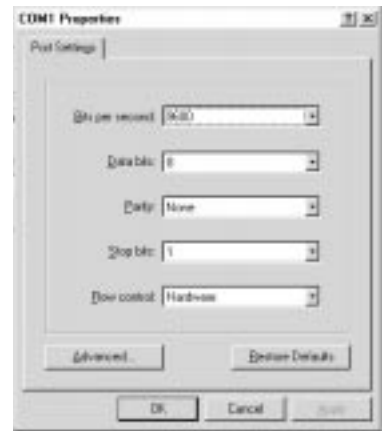 COM1 Properties
Port Settings
Bits per second: 9600
Data bits: 8
Parity: None
Stop bits: 1
Flow control: Hardware
Advanced... Restore Defaults
OK Cancel Apply